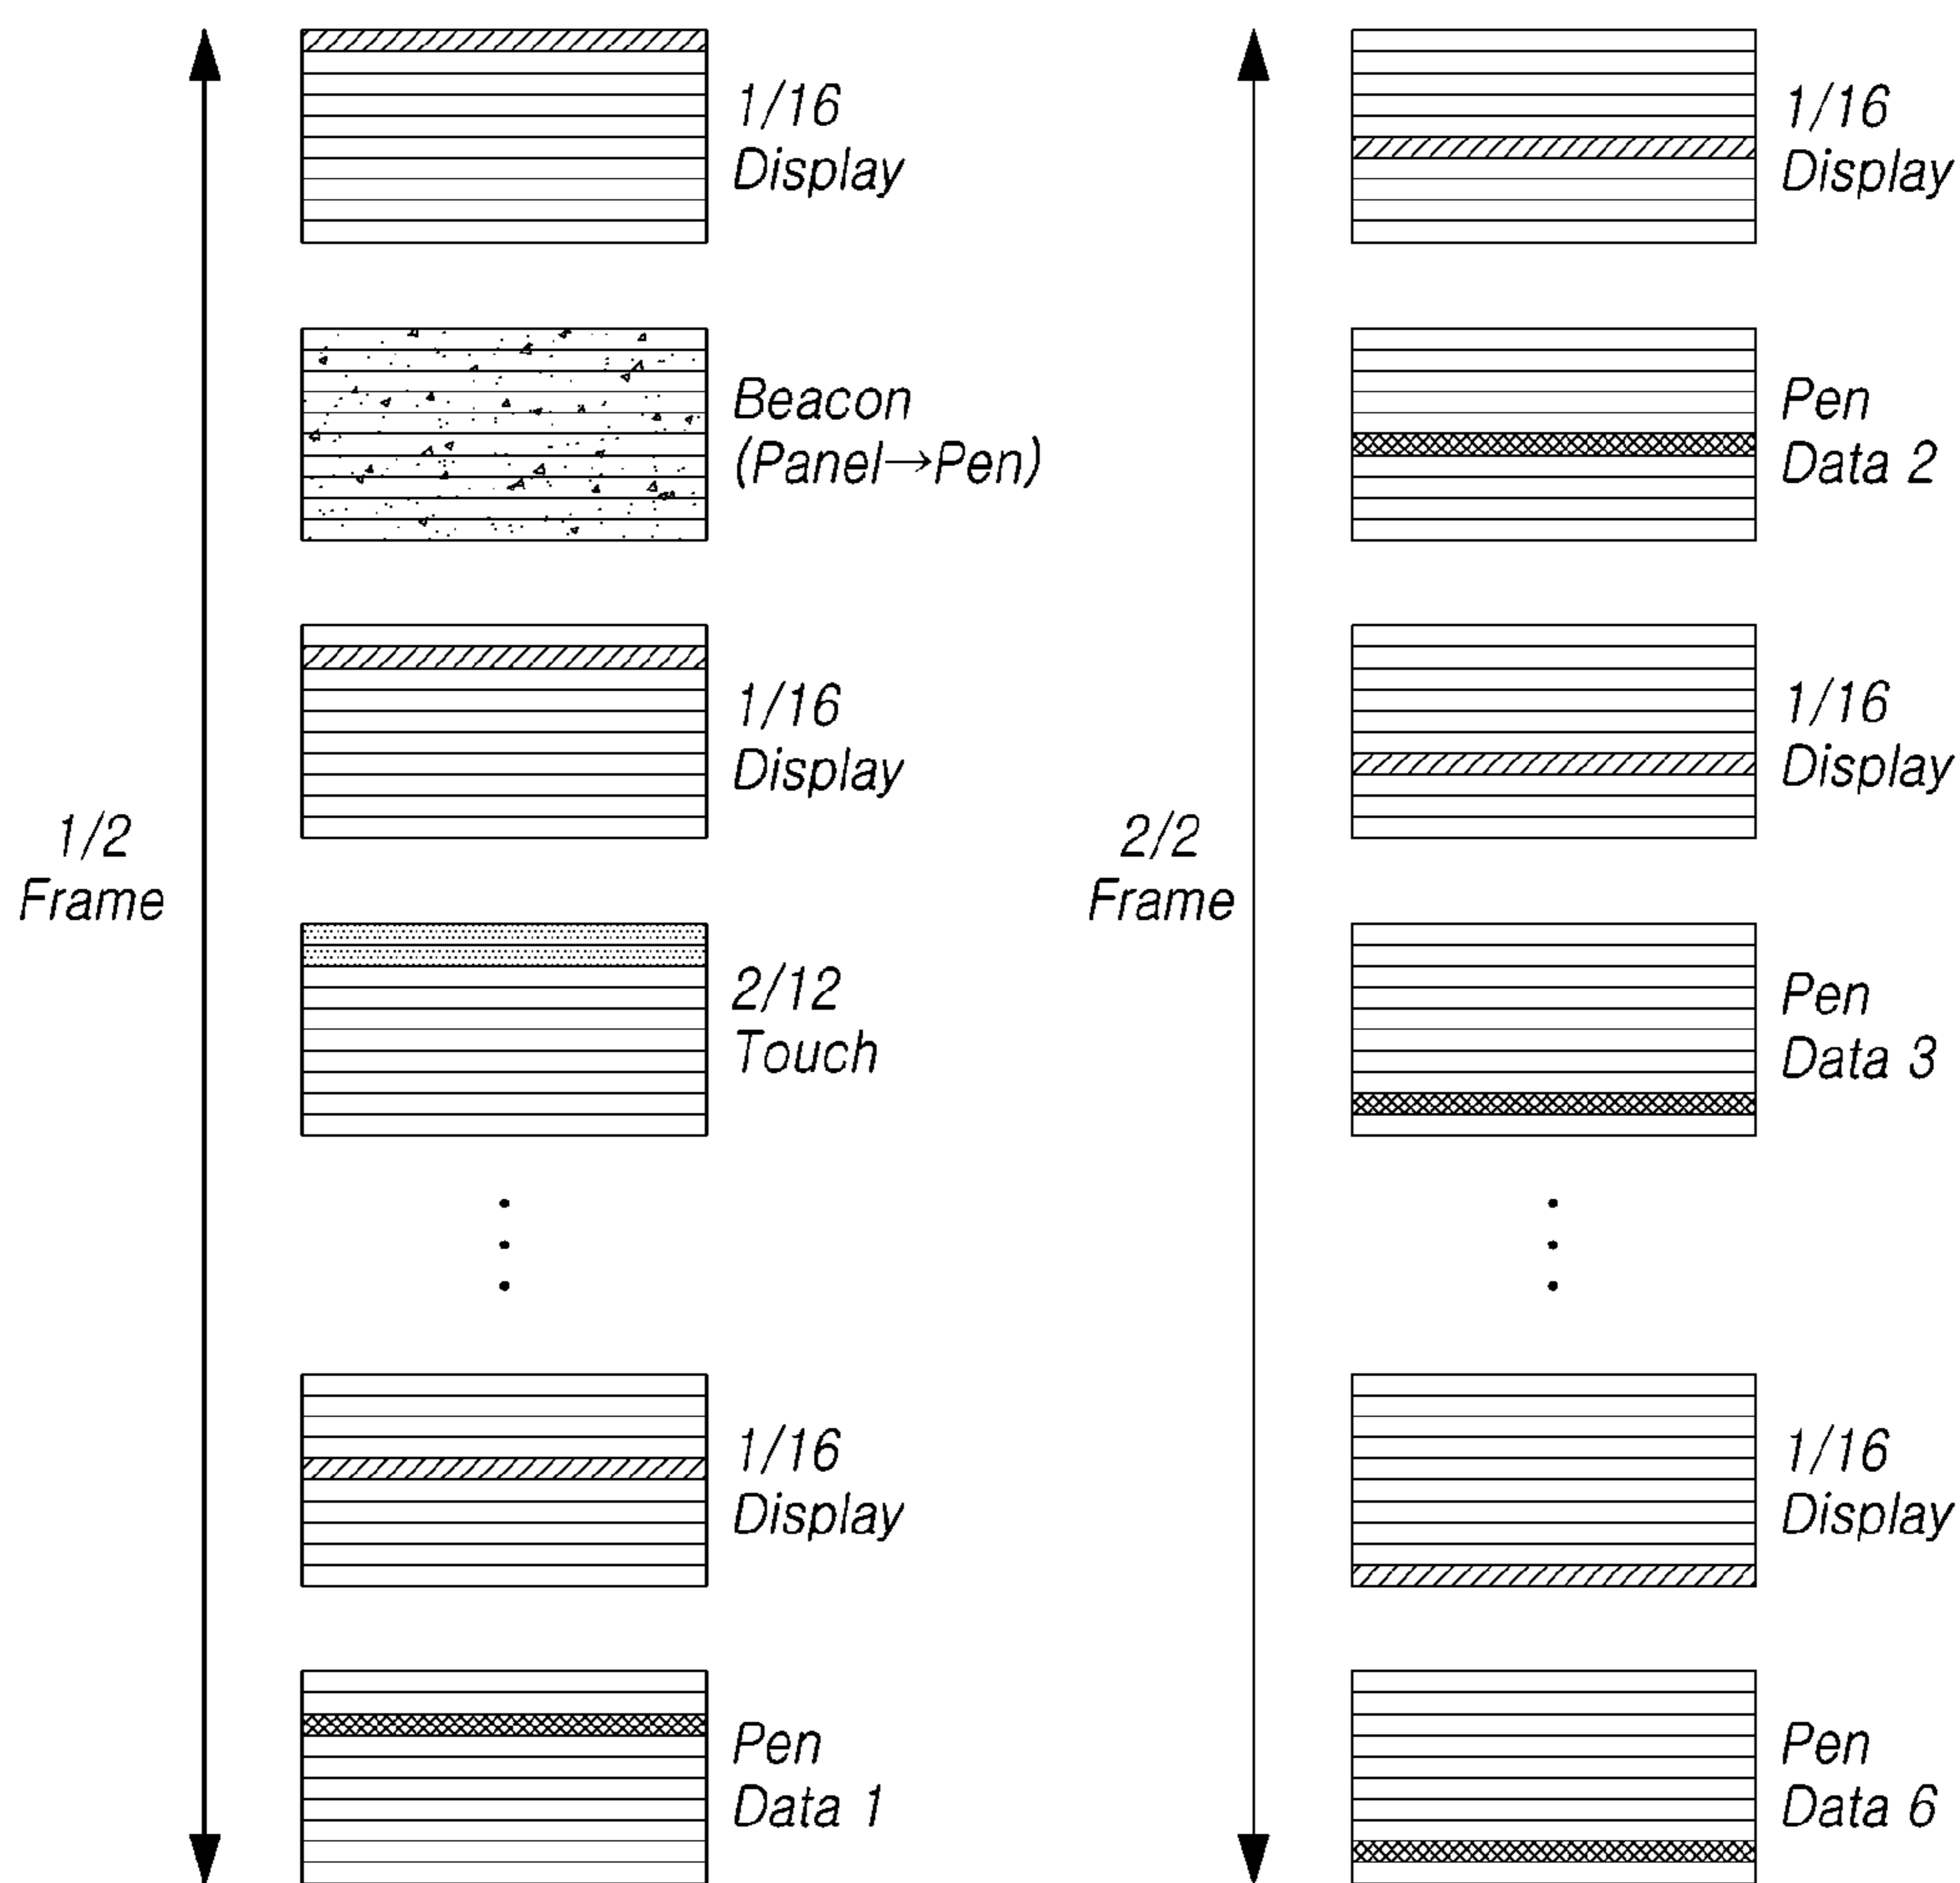 1/2
Frame
1/16
Display
Beacon
(Panel→Pen)
1/16
Display
2/12
Touch
1/16
Display
Pen
Data 1
2/2
Frame
1/16
Display
Pen
Data 2
1/16
Display
Pen
Data 3
1/16
Display
Pen
Data 6